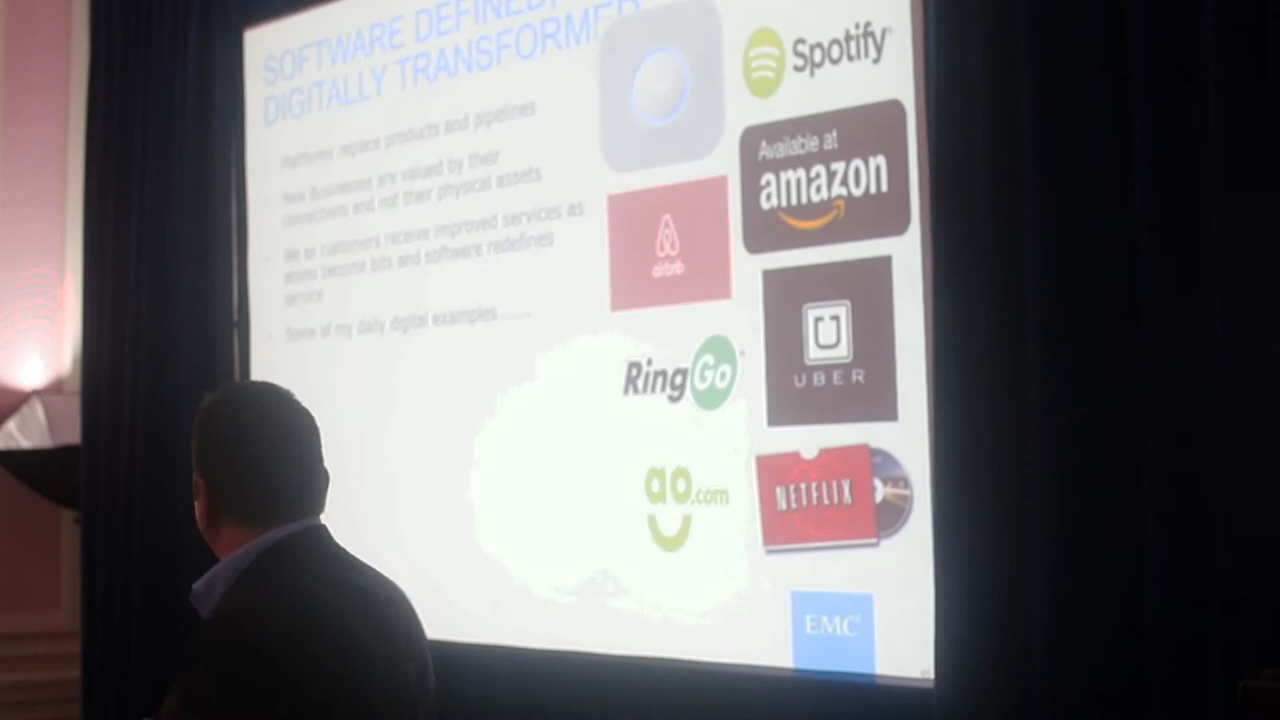 SOFTWARE DEFINED,
DIGITALLY TRANSFORMED
Platforms replace products and pipelines
New Businesses are valued by their
connections and not their physical assets
We as customers receive improved services as
atoms become bits and software redefines
service
Some of my daily digital examples……
Spotify
Available at
amazon
airbnb
UBER
RingGo
ao.com
NETFLIX
EMC²